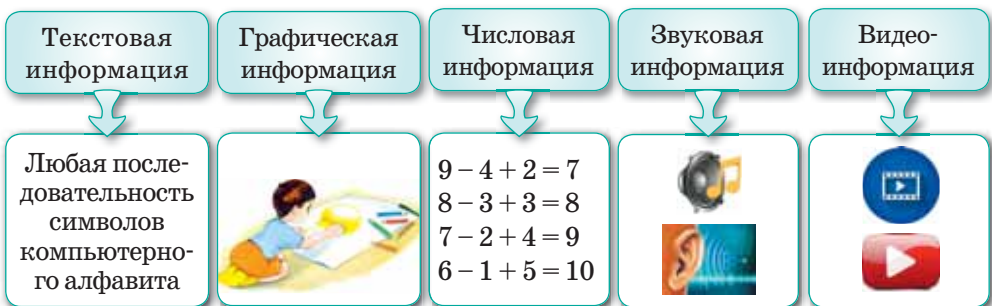 Текстовая
информация
Графическая
информация
Числовая
информация
Звуковая
информация
Видео-
информация
Любая после-
довательность
символов
компьютерно-
го алфавита
9 – 4 + 2 = 7
8 – 3 + 3 = 8
7 – 2 + 4 = 9
6 – 1 + 5 = 10